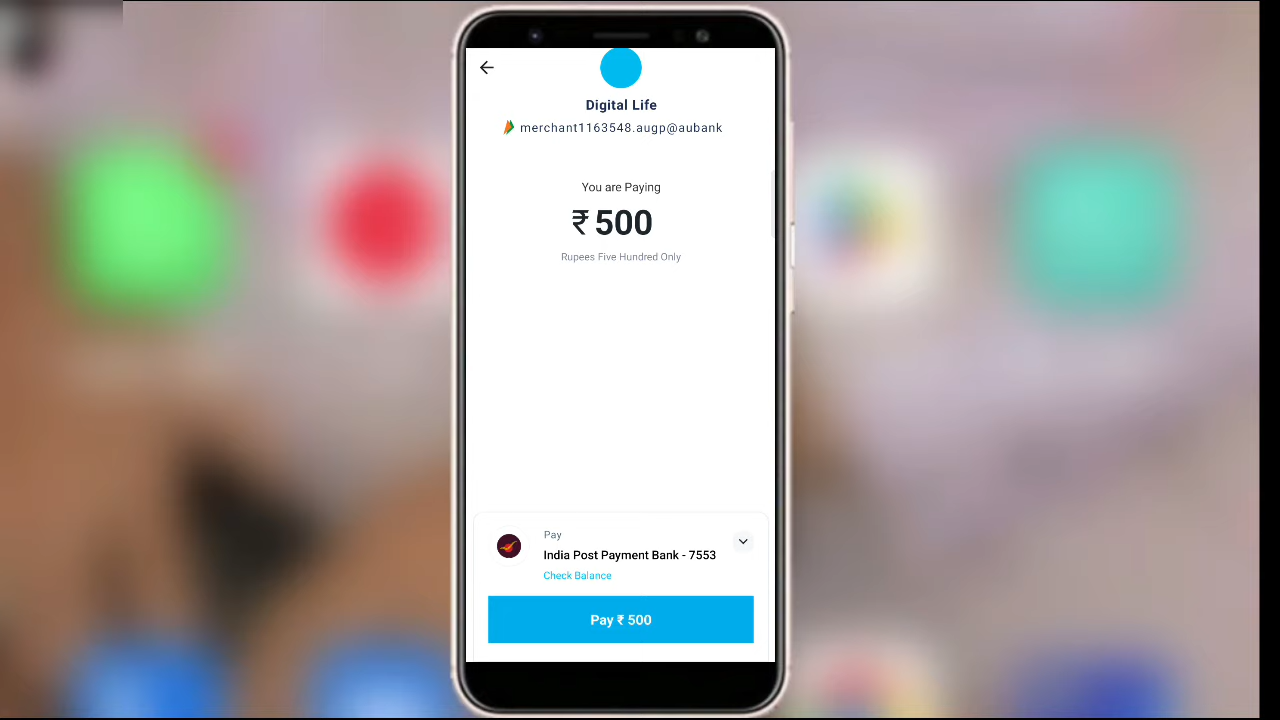 Digital Life
merchant1163548.augp@aubank
You are Paying
₹ 500
Rupees Five Hundred Only
Pay
India Post Payment Bank - 7553
Check Balance
Pay ₹ 500